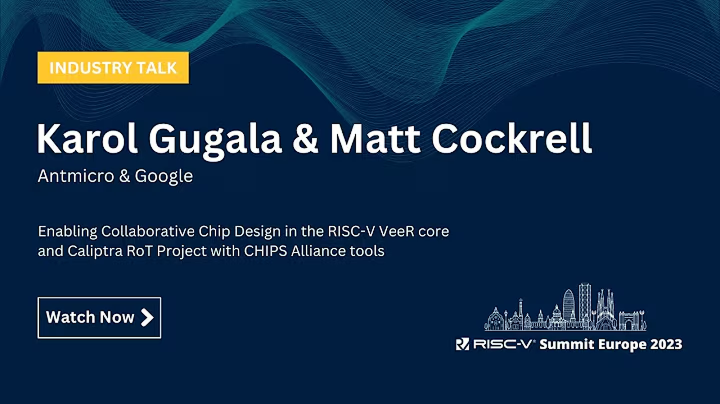 INDUSTRY TALK
Karol Gugala & Matt Cockrell
Antmicro & Google
Enabling Collaborative Chip Design in the RISC-V VeeR core
and Caliptra RoT Project with CHIPS Alliance tools
Watch Now
RISC-V® Summit Europe 2023